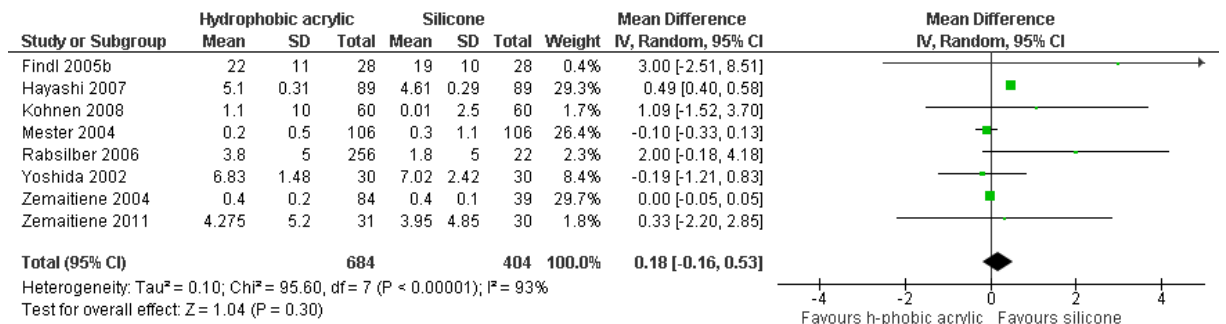 Hydrophobic acrylic Silicone Mean Difference Mean Difference
Study or Subgroup Mean SD Total Mean SD Total Weight IV, Random, 95% CI IV, Random, 95% CI
Findl 2005b 22 11 28 19 10 28 0.4% 3.00 [-2.51, 8.51]
Hayashi 2007 5.1 0.31 89 4.61 0.29 89 29.3% 0.49 [0.40, 0.58]
Kohnen 2008 1.1 10 60 0.01 2.5 60 1.7% 1.09 [-1.52, 3.70]
Mester 2004 0.2 0.5 106 0.3 1.1 106 26.4% -0.10 [-0.33, 0.13]
Rabsilber 2006 3.8 5 256 1.8 5 22 2.3% 2.00 [-0.18, 4.18]
Yoshida 2002 6.83 1.48 30 7.02 2.42 30 8.4% -0.19 [-1.21, 0.83]
Zemaitiene 2004 0.4 0.2 84 0.4 0.1 39 29.7% 0.00 [-0.05, 0.05]
Zemaitiene 2011 4.275 5.2 31 3.95 4.85 30 1.8% 0.33 [-2.20, 2.85]
Total (95% CI) 684 404 100.0% 0.18 [-0.16, 0.53]
Heterogeneity: Tau² = 0.10; Chi² = 95.60, df = 7 (P < 0.00001); I² = 93%
Test for overall effect: Z = 1.04 (P = 0.30)
-4 -2 0 2 4
Favours h-phobic acrylic Favours silicone